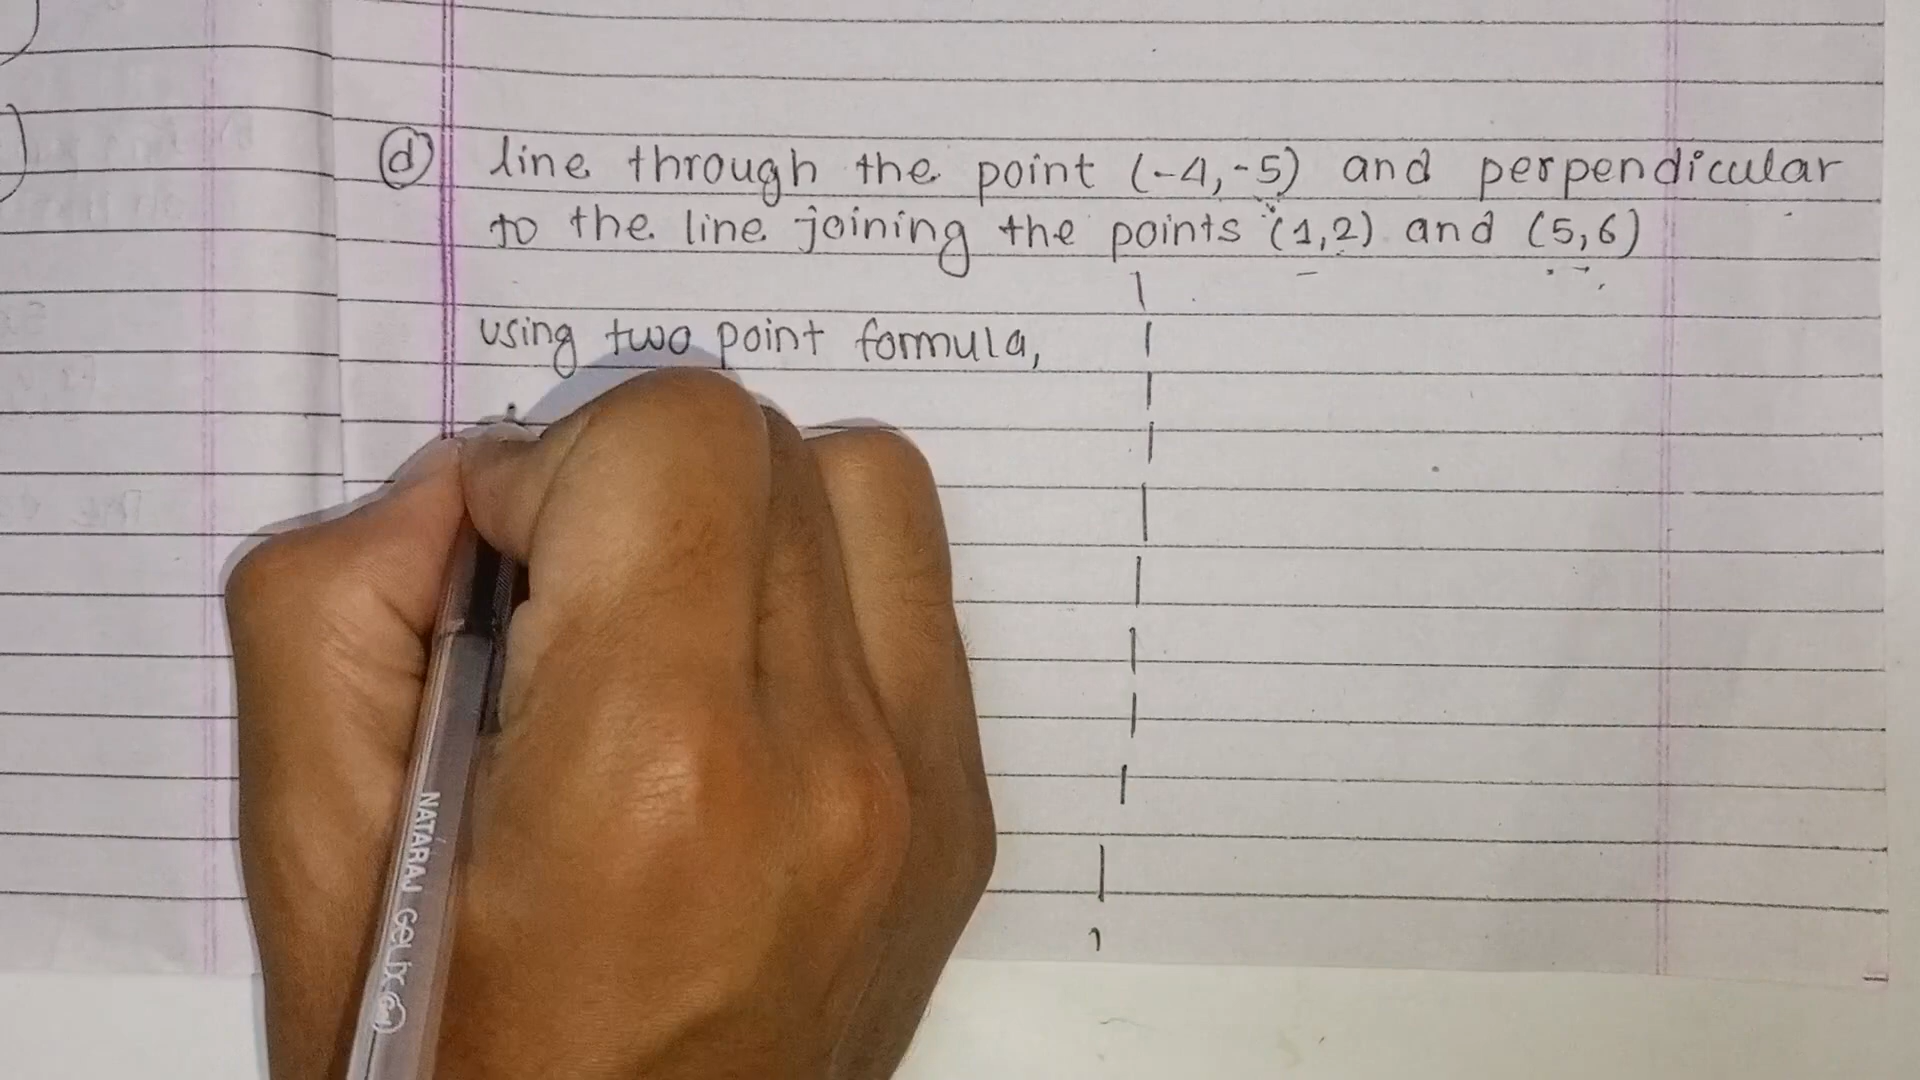 (d) line through the point (-4,-5) and perpendicular
to the line joining the points (1,2) and (5,6)
using two point formula,
NATARAJ GELIX